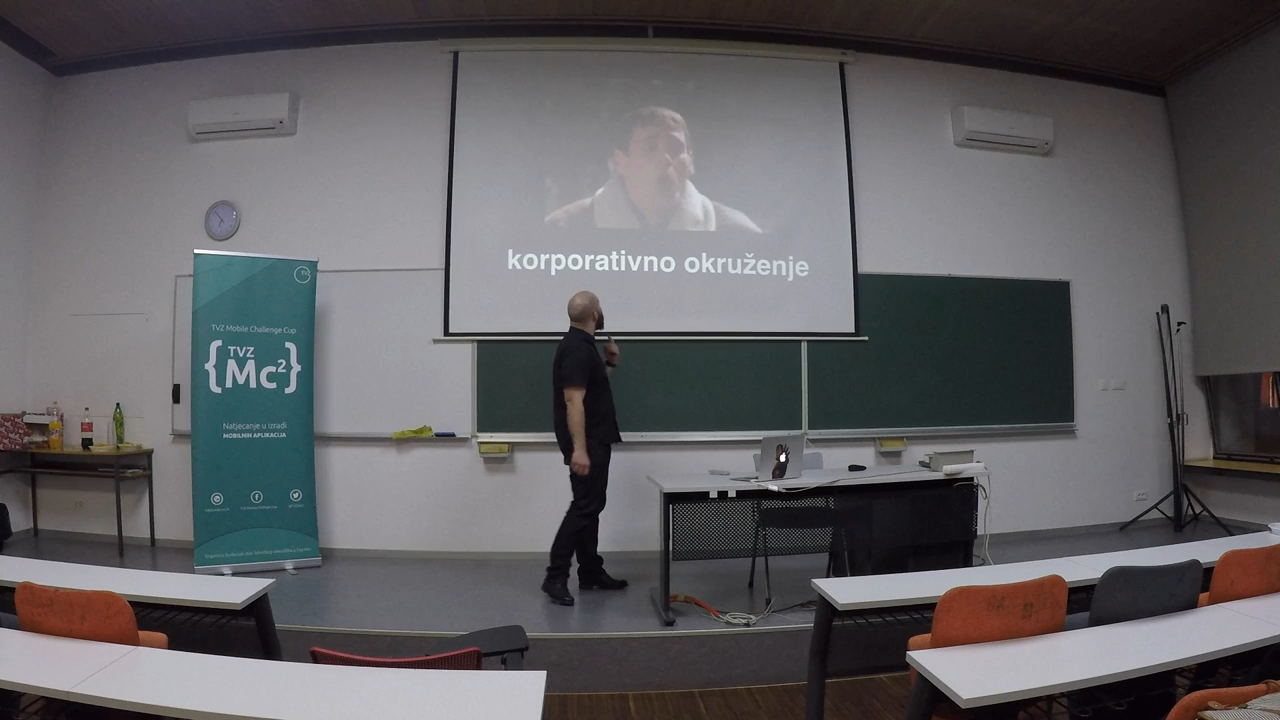 korporativno okruženje
TVZ Mobile Challenge Cup
{TVZ
Mc²}
Natjecanje u izradi
MOBILNIH APLIKACIJA